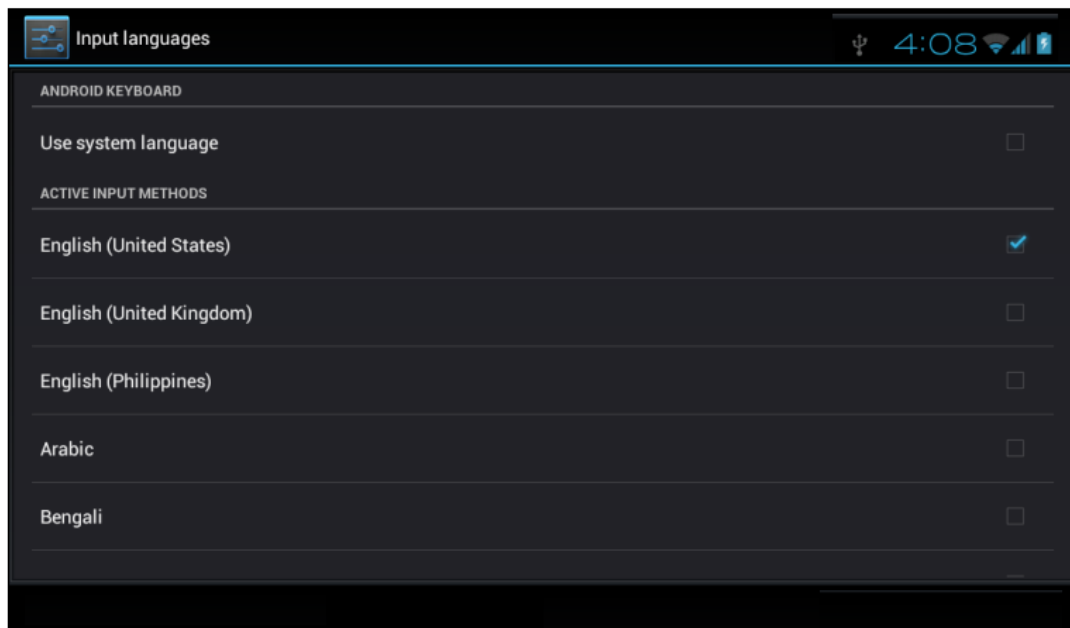 Input languages
4:08
ANDROID KEYBOARD
Use system language
ACTIVE INPUT METHODS
English (United States)
English (United Kingdom)
English (Philippines)
Arabic
Bengali